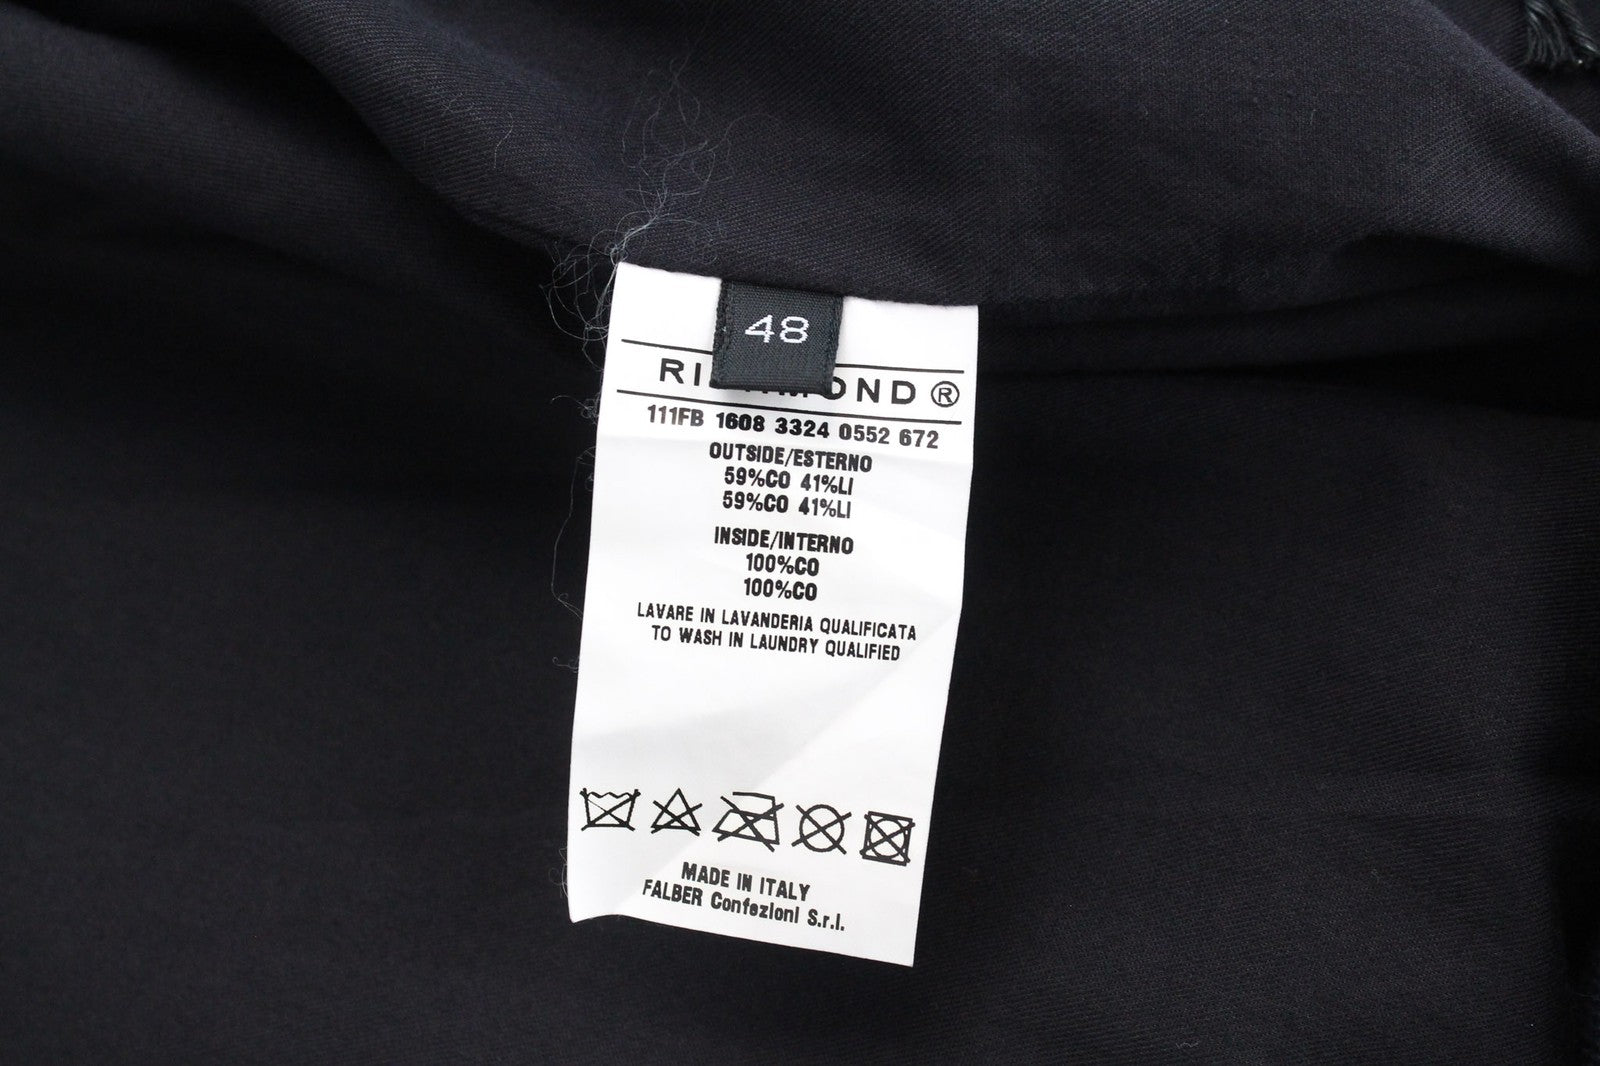 48
111FB 1608 3324 0552 672
OUTSIDE/ESTERNO
59%CO 41%LI
59%CO 41%LI
INSIDE/INTERNO
100%CO
100%CO
LAVARE IN LAVANDERIA QUALIFICATA
TO WASH IN LAUNDRY QUALIFIED
MADE IN ITALY
FALBER Confezioni S.r.l.